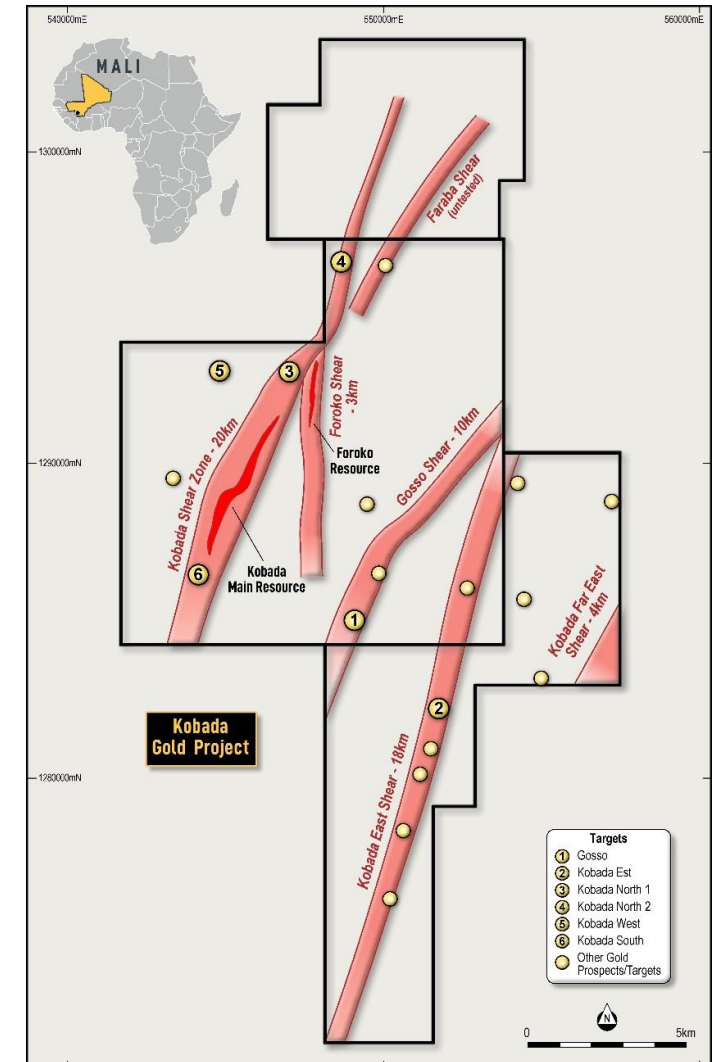 540000mE
550000mE
560000mE
MALI
1300000mN
Faraba Shear
(untested)
4
5
3
Foroko Shear
- 3km
Kobada Shear Zone - 20km
Foroko
Resource
Gosso Shear - 10km
1290000mN
Kobada
Main Resource
6
1
Kobada Far East
Shear - 4km
2
Kobada
Gold Project
1280000mN
Kobada East Shear - 18km
Targets
1 Gosso
2 Kobada Est
3 Kobada North 1
4 Kobada North 2
5 Kobada West
6 Kobada South
Other Gold
Prospects/Targets
N
0
5km